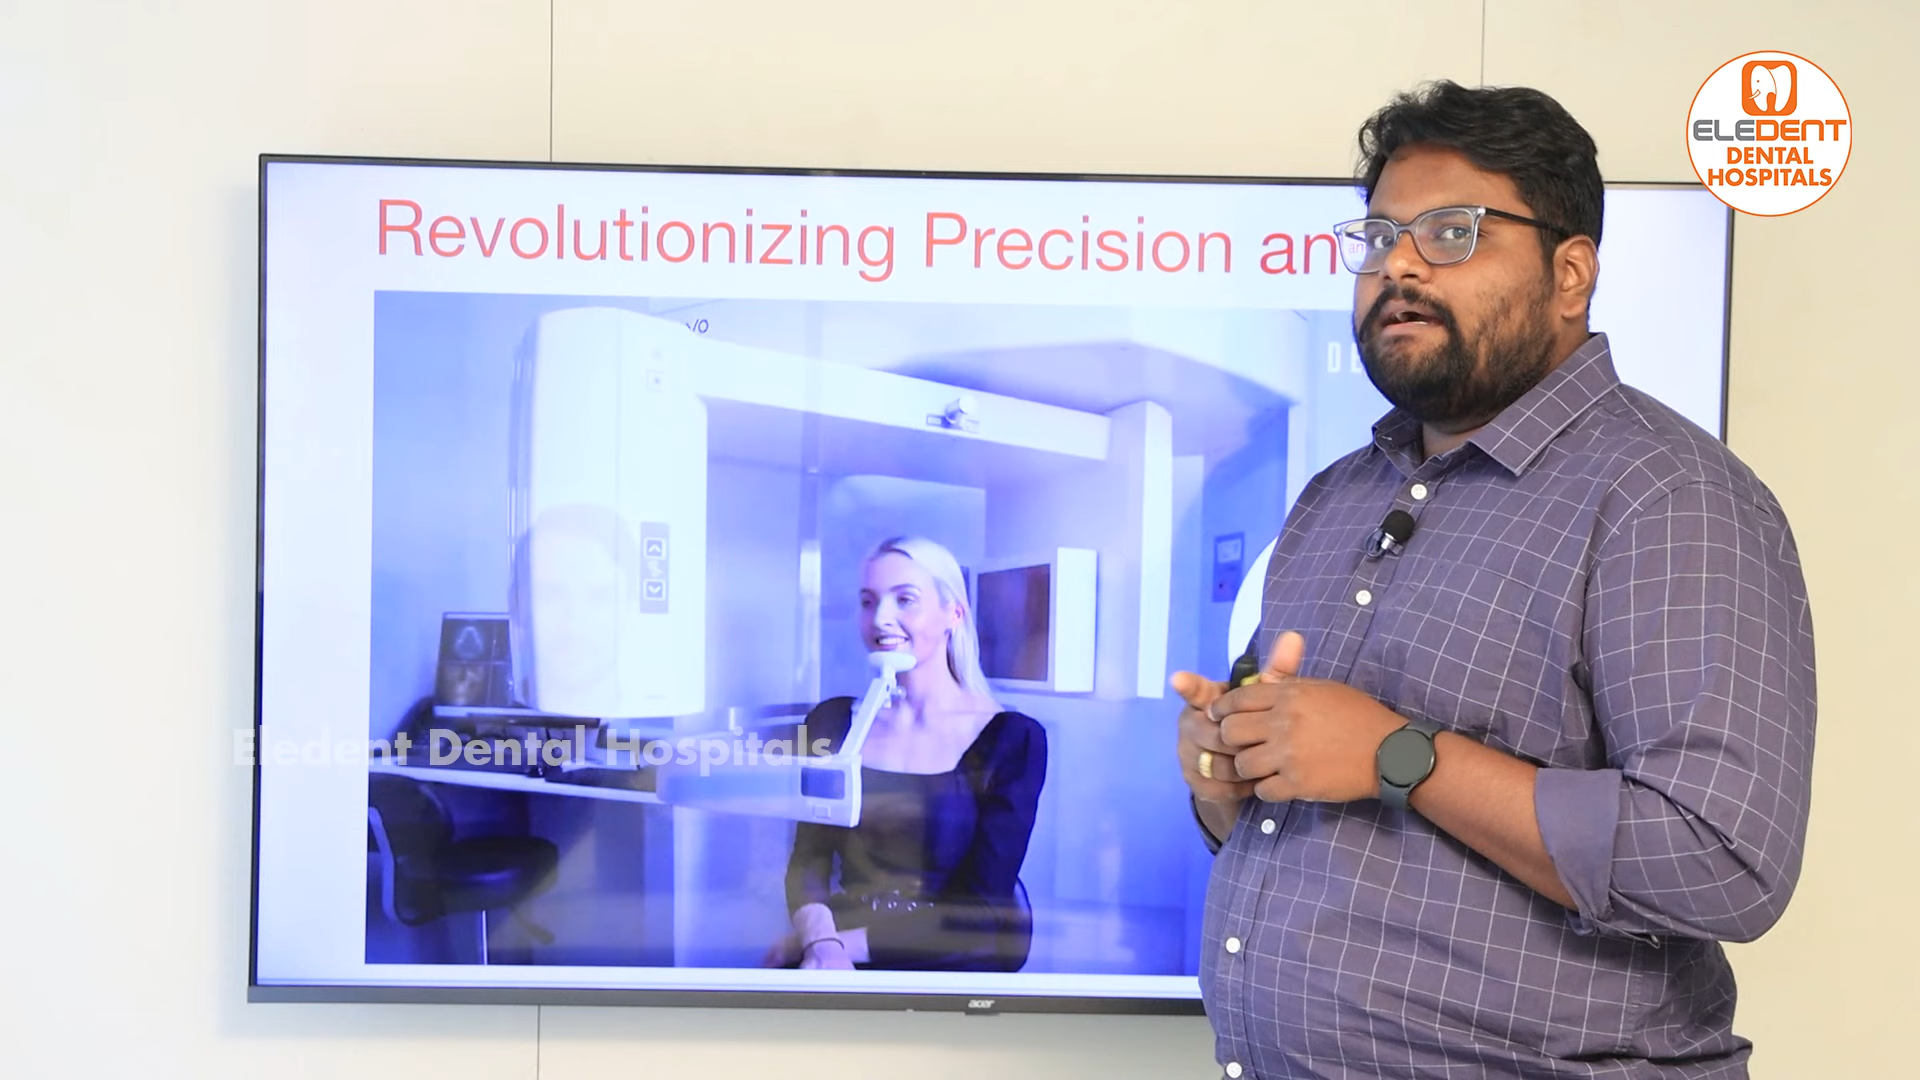 ELEDENT
DENTAL
HOSPITALS
Revolutionizing Precision an
Eledent Dental Hospitals
acer